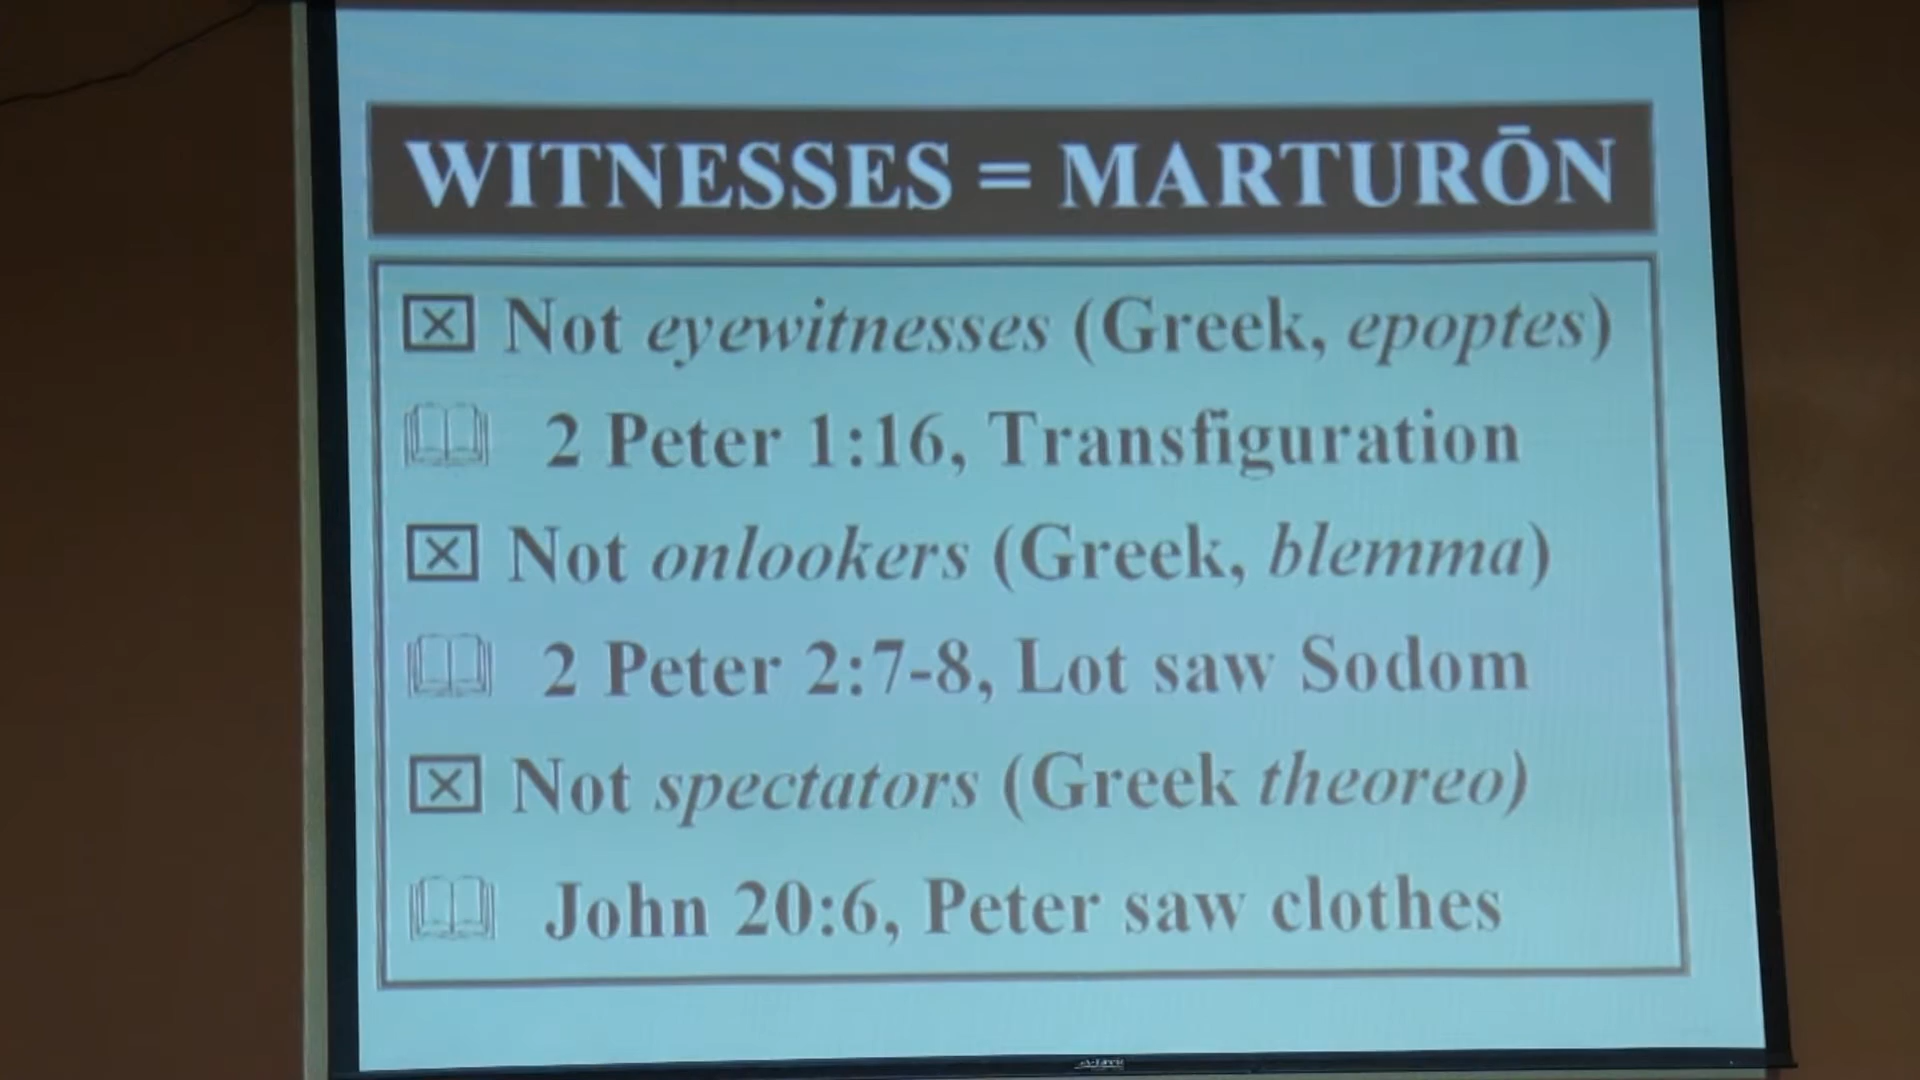 WITNESSES = MARTURŌN
Not eyewitnesses (Greek, epoptes)
2 Peter 1:16, Transfiguration
Not onlookers (Greek, blemma)
2 Peter 2:7-8, Lot saw Sodom
Not spectators (Greek theoreo)
John 20:6, Peter saw clothes